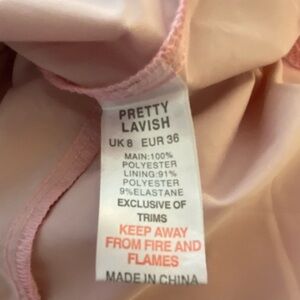 PRETTY
LAVISH
UK 8 EUR 36
MAIN:100%
POLYESTER
LINING:91%
POLYESTER
9%ELASTANE
EXCLUSIVE OF
TRIMS
KEEP AWAY
FROM FIRE AND
FLAMES
MADE IN CHINA